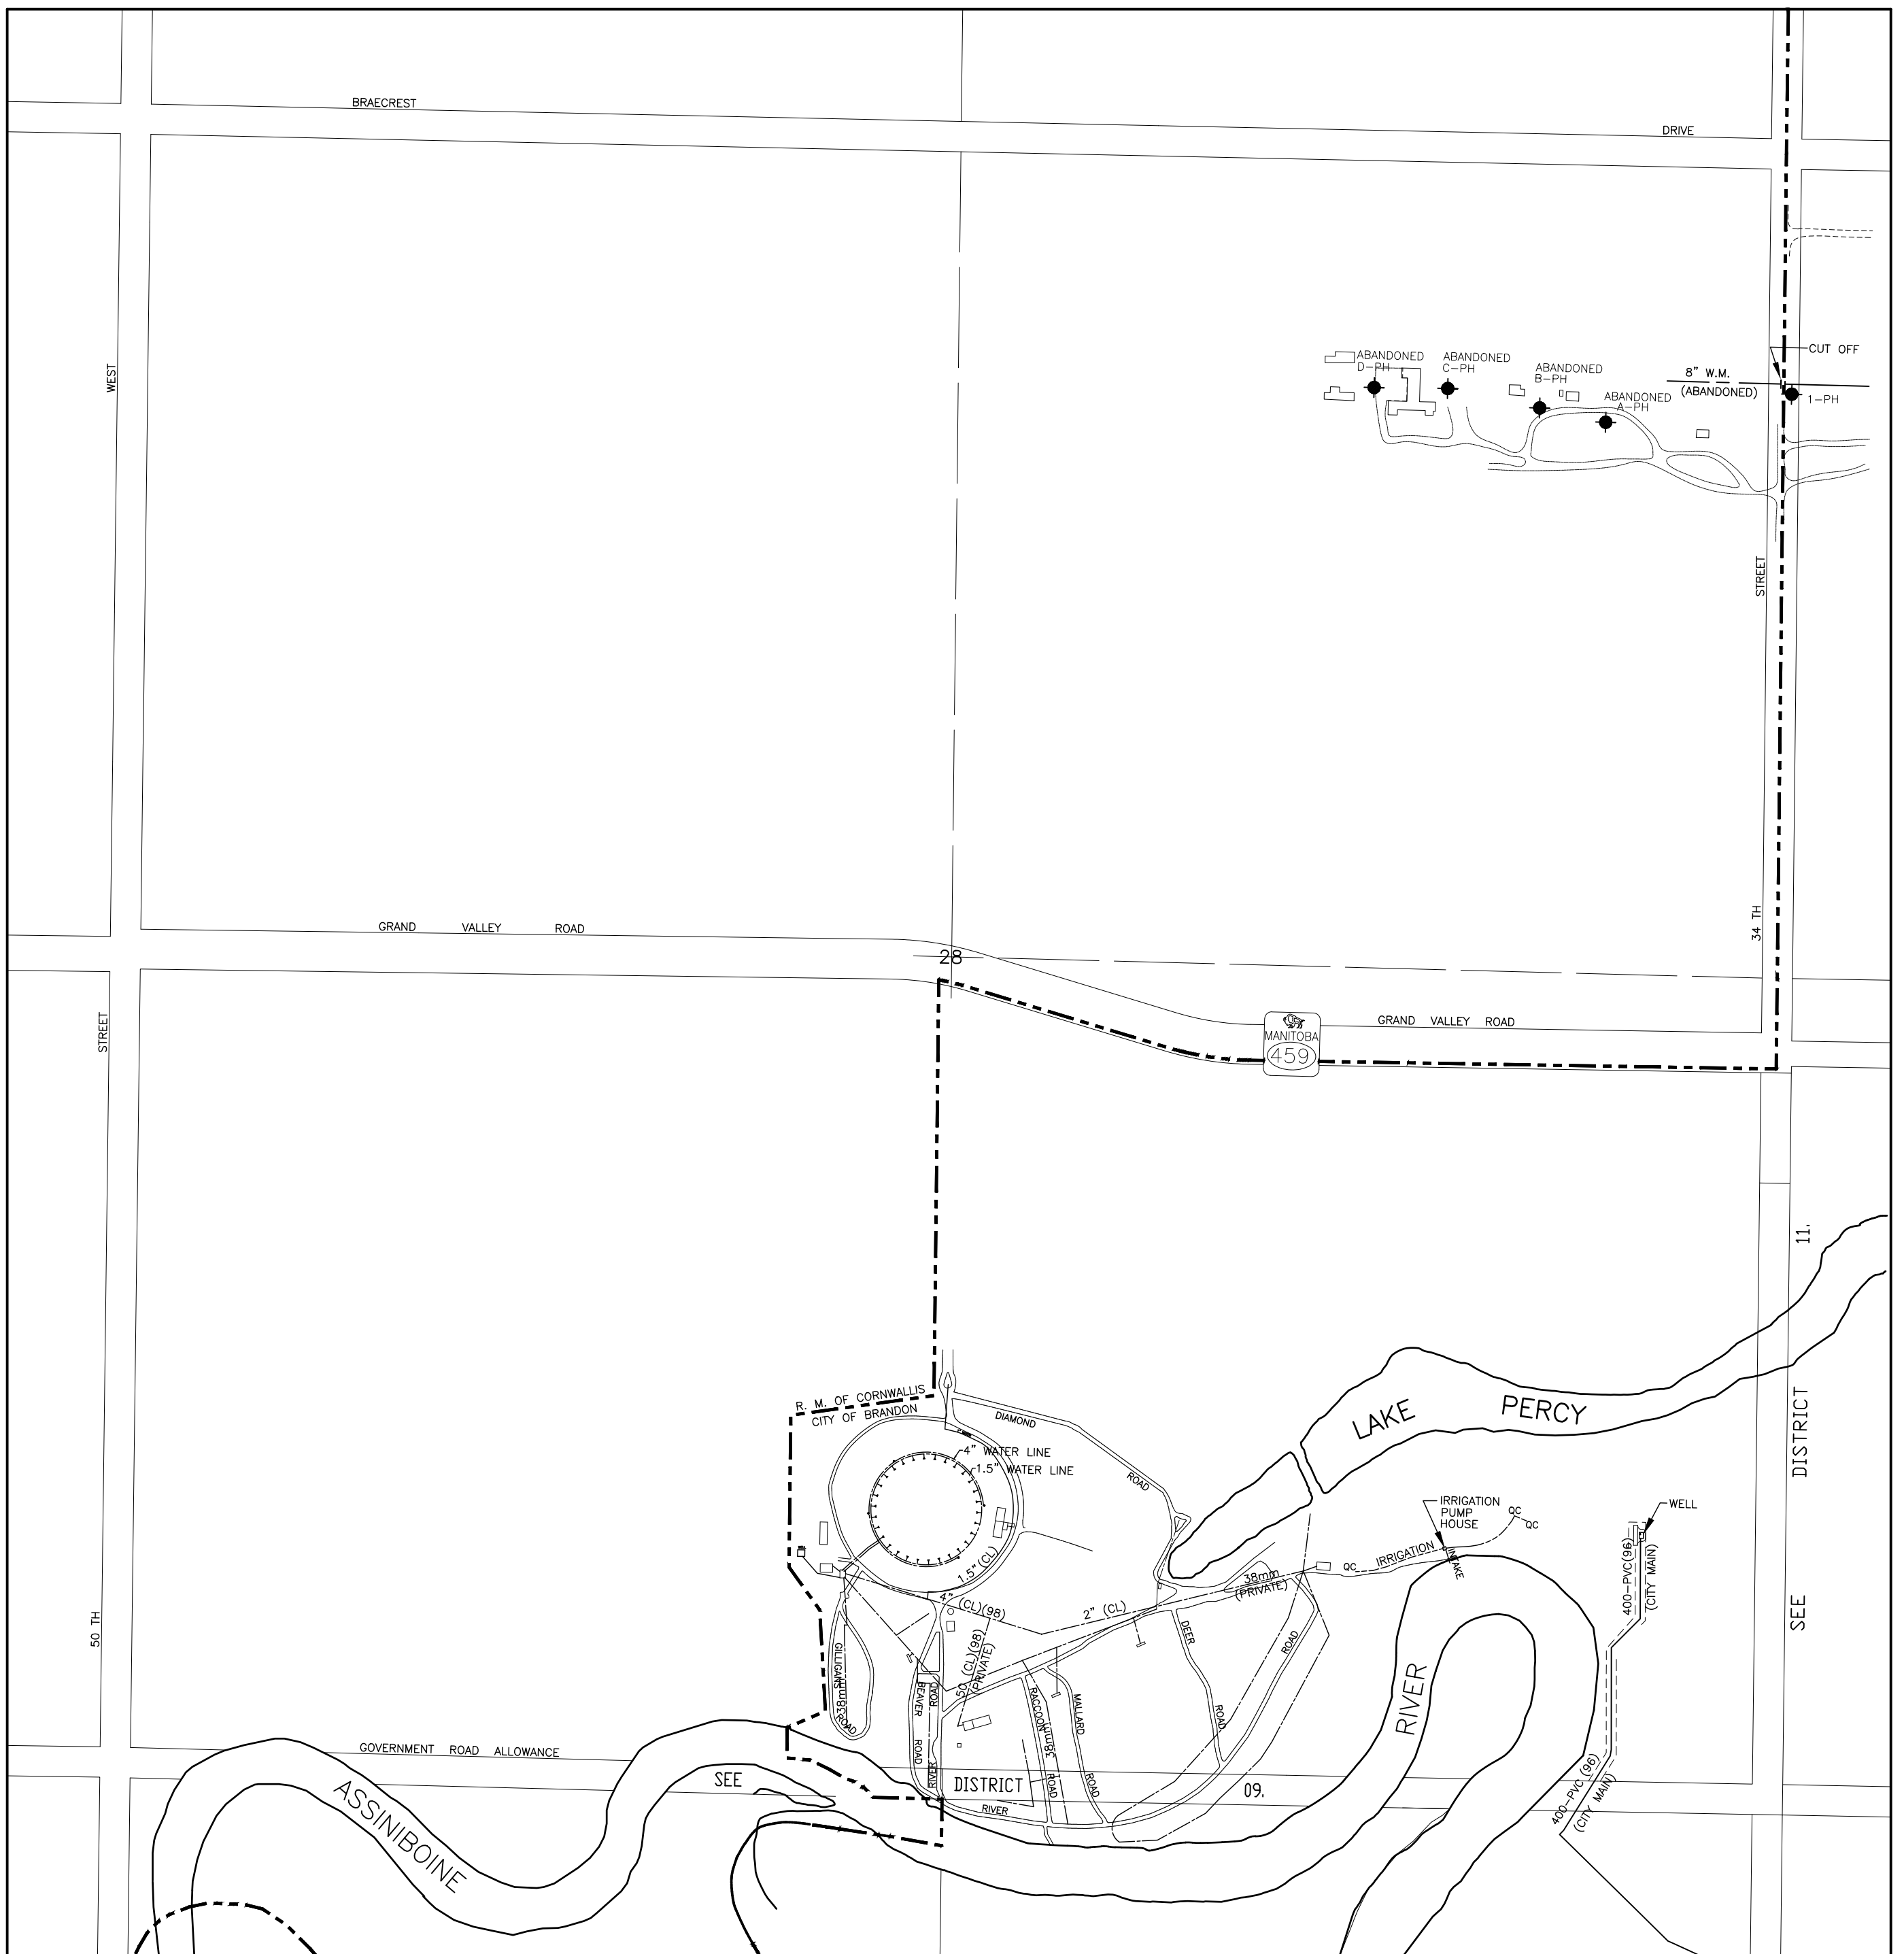 BRAECREST
DRIVE
WEST
CUT OFF
8" W.M.
(ABANDONED)
1-PH
ABANDONED
D-PH
ABANDONED
C-PH
ABANDONED
B-PH
ABANDONED
A-PH
STREET
34 TH
GRAND VALLEY ROAD
28
STREET
MANITOBA
459
GRAND VALLEY ROAD
11.
R. M. OF CORNWALLIS
CITY OF BRANDON
DIAMOND
ROAD
LAKE PERCY
DISTRICT
SEE
4" WATER LINE
1.5" WATER LINE
IRRIGATION
PUMP
HOUSE
QC
QC
WELL
1.5" (CL)
QC
IRRIGATION
INTAKE
400-PVC(96)
(CITY MAIN)
38mm
(PRIVATE)
4" (CL)(98)
2" (CL)
50 TH
GILLIGANS
ROAD
38mm
50 (CL)(98)
(PRIVATE)
BEAVER
ROAD
ROAD
RIVER
RACCOON
ROAD
38mm
MALLARD
ROAD
DEER
ROAD
ROAD
RIVER
GOVERNMENT ROAD ALLOWANCE
SEE
DISTRICT
09.
RIVER
400-PVC (96)
(CITY MAIN)
ASSINIBOINE